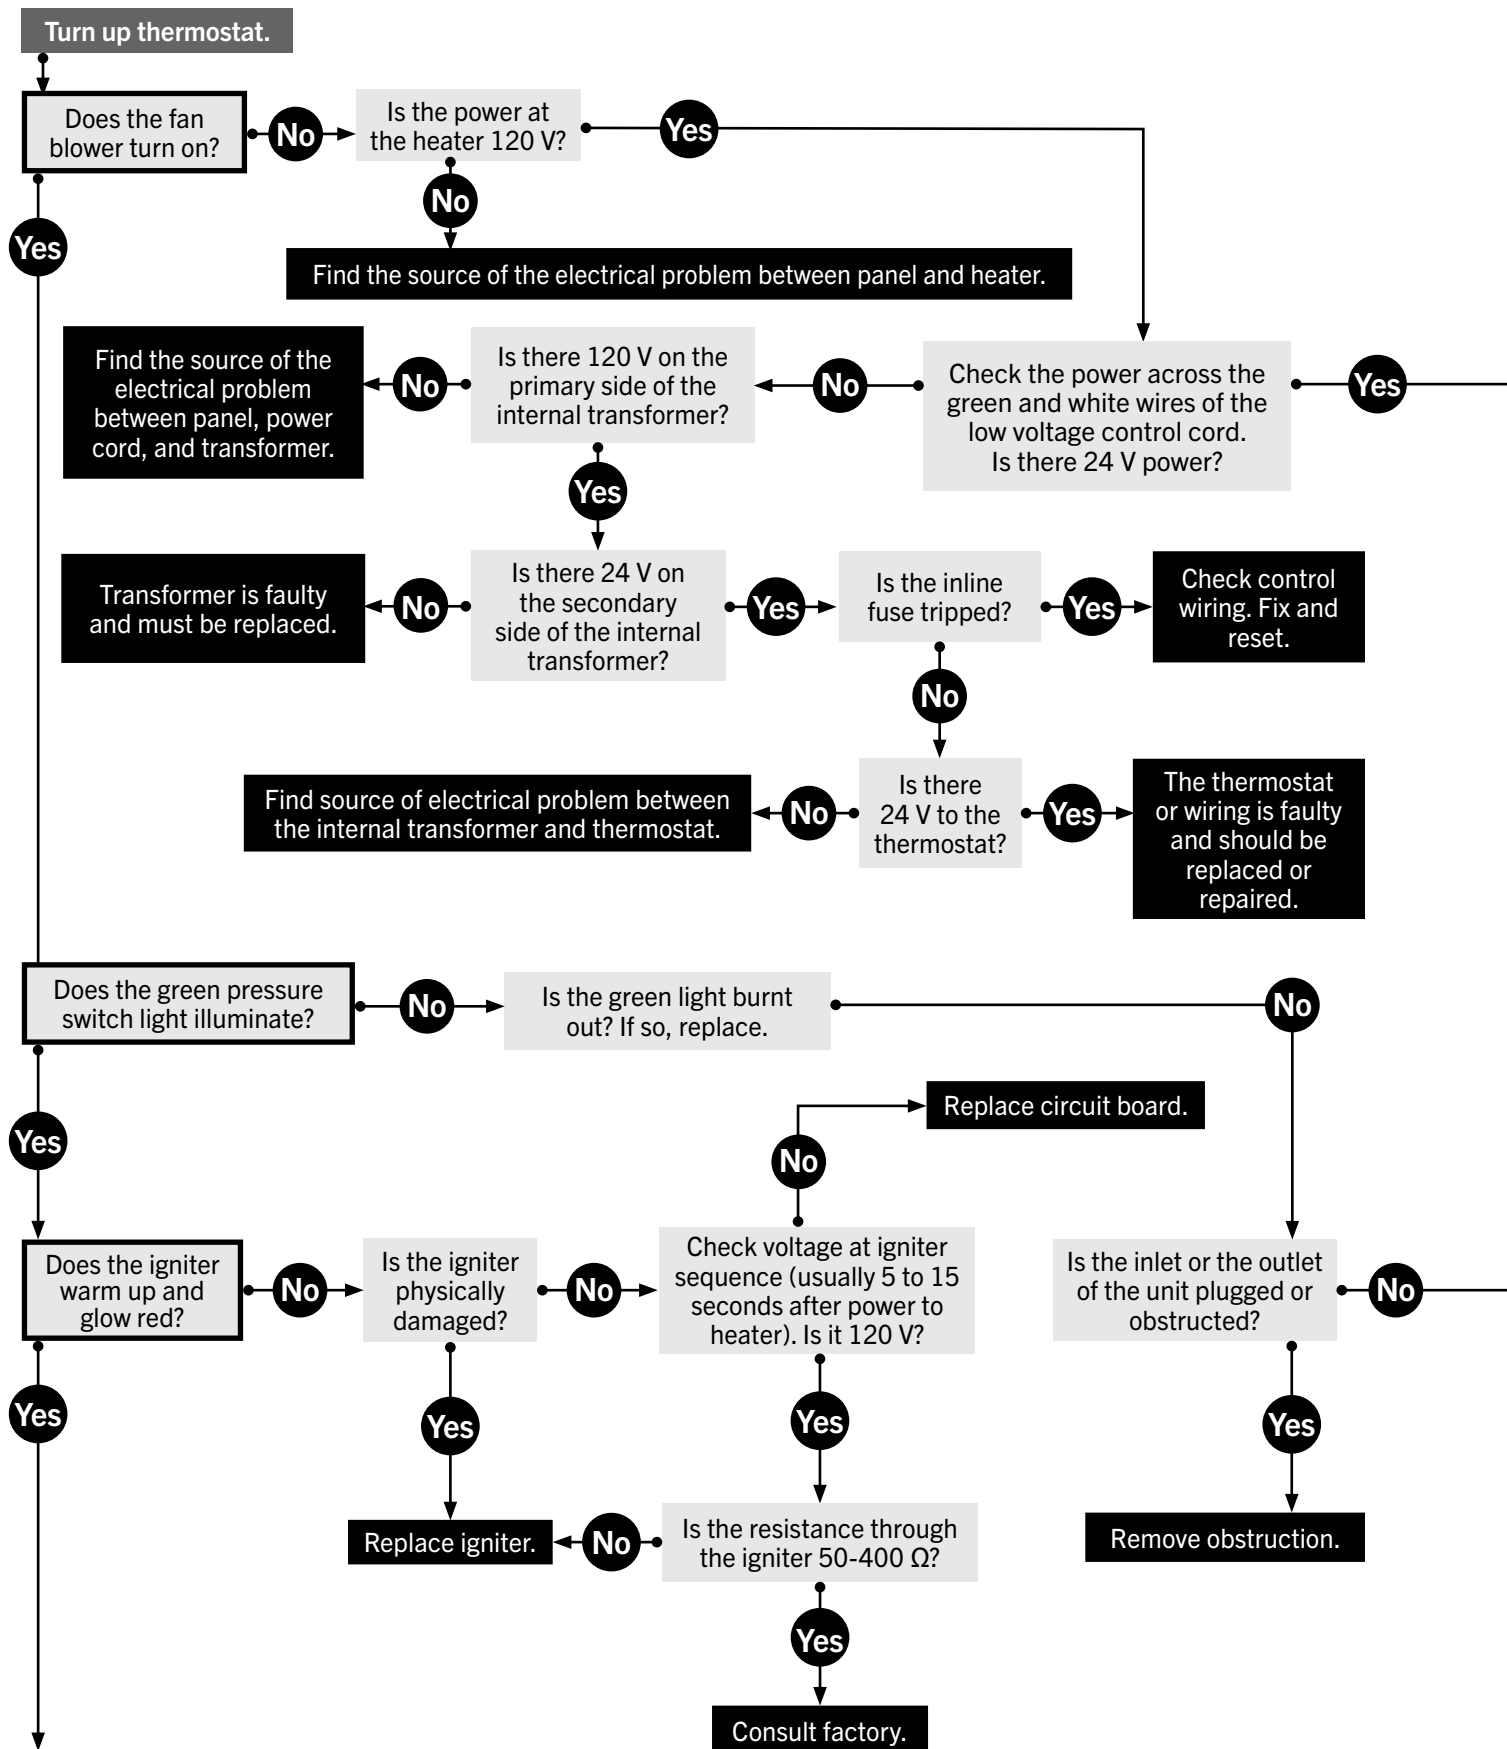 Turn up thermostat.
Does the fan
blower turn on?
No
Is the power at
the heater 120 V?
Yes
No
Yes
Find the source of the electrical problem between panel and heater.
Find the source of the
electrical problem
between panel, power
cord, and transformer.
No
Is there 120 V on the
primary side of the
internal transformer?
No
Check the power across the
green and white wires of the
low voltage control cord.
Is there 24 V power?
Yes
Yes
Transformer is faulty
and must be replaced.
No
Is there 24 V on
the secondary
side of the internal
transformer?
Yes
Is the inline
fuse tripped?
Yes
Check control
wiring. Fix and
reset.
No
Find source of electrical problem between
the internal transformer and thermostat.
No
Is there
24 V to the
thermostat?
Yes
The thermostat
or wiring is faulty
and should be
replaced or
repaired.
Does the green pressure
switch light illuminate?
No
Is the green light burnt
out? If so, replace.
No
Yes
Replace circuit board.
No
Does the igniter
warm up and
glow red?
No
Is the igniter
physically
damaged?
No
Check voltage at igniter
sequence (usually 5 to 15
seconds after power to
heater). Is it 120 V?
Is the inlet or the outlet
of the unit plugged or
obstructed?
No
Yes
Yes
Yes
Yes
Replace igniter.
No
Is the resistance through
the igniter 50-400 Ω?
Remove obstruction.
Yes
Consult factory.